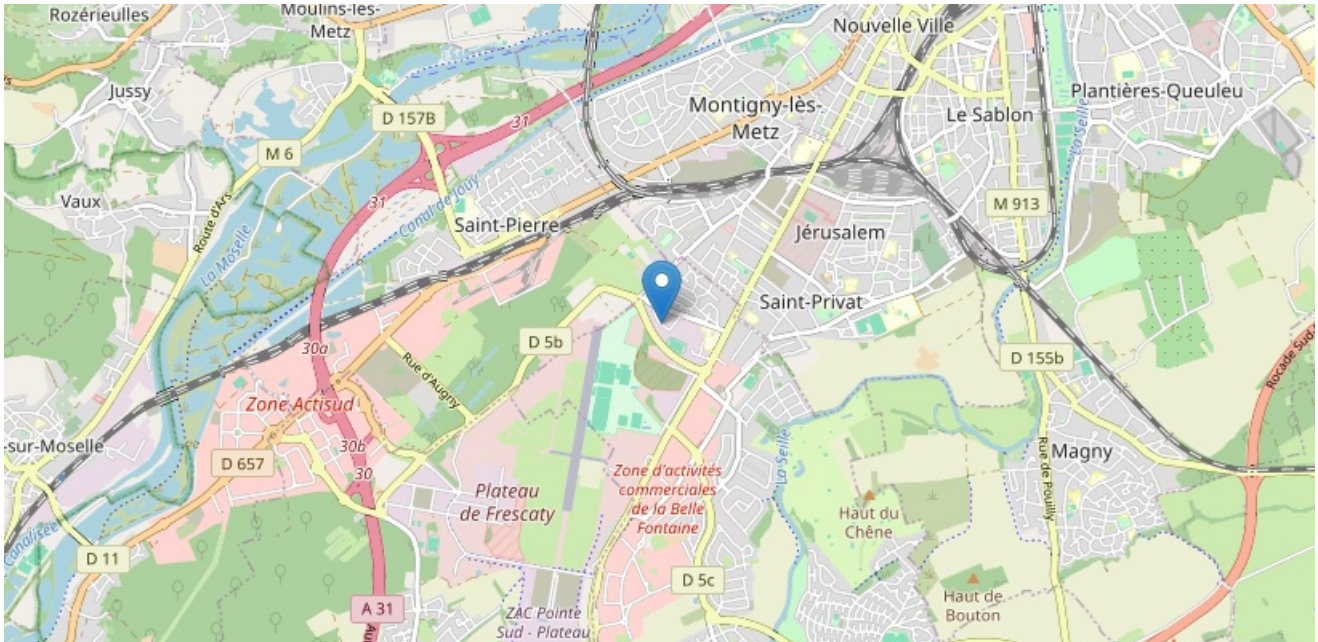 Rozérieulles
Moulins-lès-
Metz
Nouvelle Ville
Jussy
D 157B
31
Montigny-lès-
Metz
Le Sablon
Plantières-Queuleu
M 6
La Seille
Vaux
Route d'Ars
31
Canal de Jouy
Saint-Pierre
M 913
Jérusalem
La Moselle
Saint-Privat
30a
D 5b
D 155b
Rocade Sud
Rue d'Augny
Zone Actisud
-sur-Moselle
30b
D 657
30
La Seille
Magny
Rue de Pouilly
Zone d'activités
commerciales
de la Belle
Fontaine
Plateau
de Frescaty
Haut du
Chêne
Canalisée
D 11
D 5c
Haut de
Bouton
A 31
ZAC Pointe
Sud - Plateau